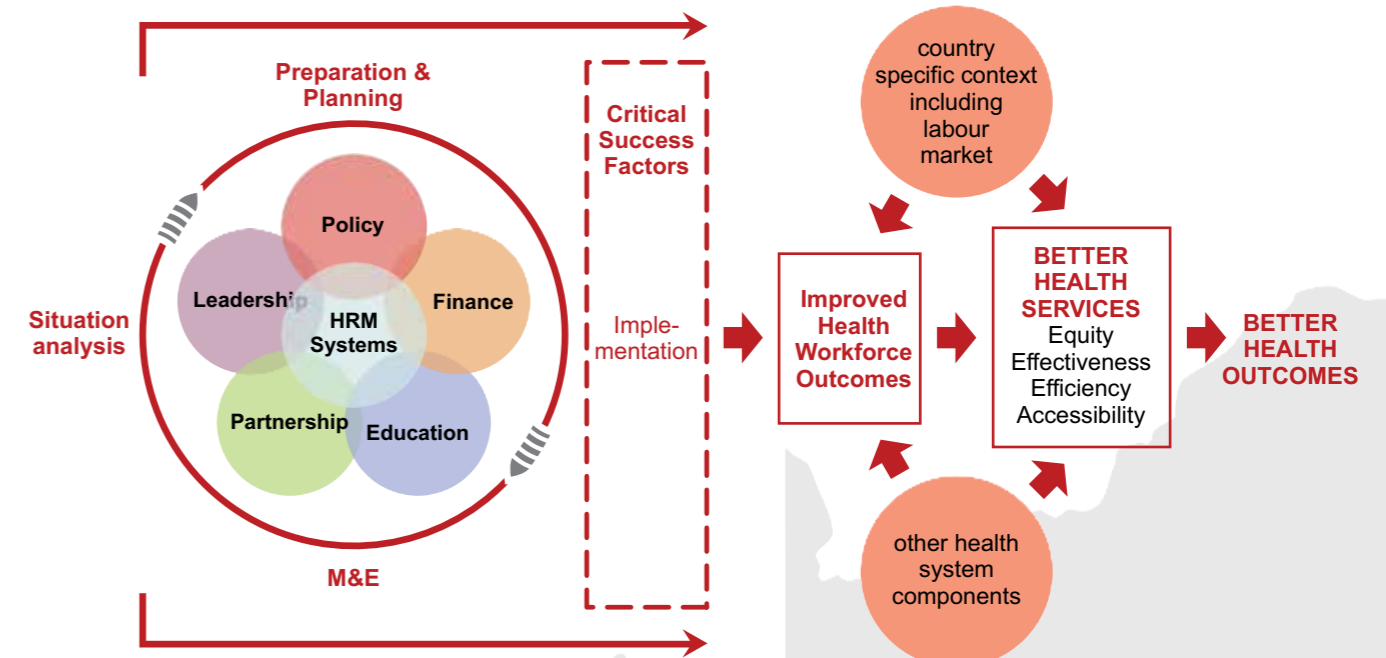 Preparation &
Planning
Situation
analysis
Policy
Leadership
Finance
HRM
Systems
Partnership
Education
M&E
Critical
Success
Factors
Imple-
mentation
country
specific context
including
labour
market
Improved
Health
Workforce
Outcomes
BETTER
HEALTH
SERVICES
Equity
Effectiveness
Efficiency
Accessibility
other health
system
components
BETTER
HEALTH
OUTCOMES